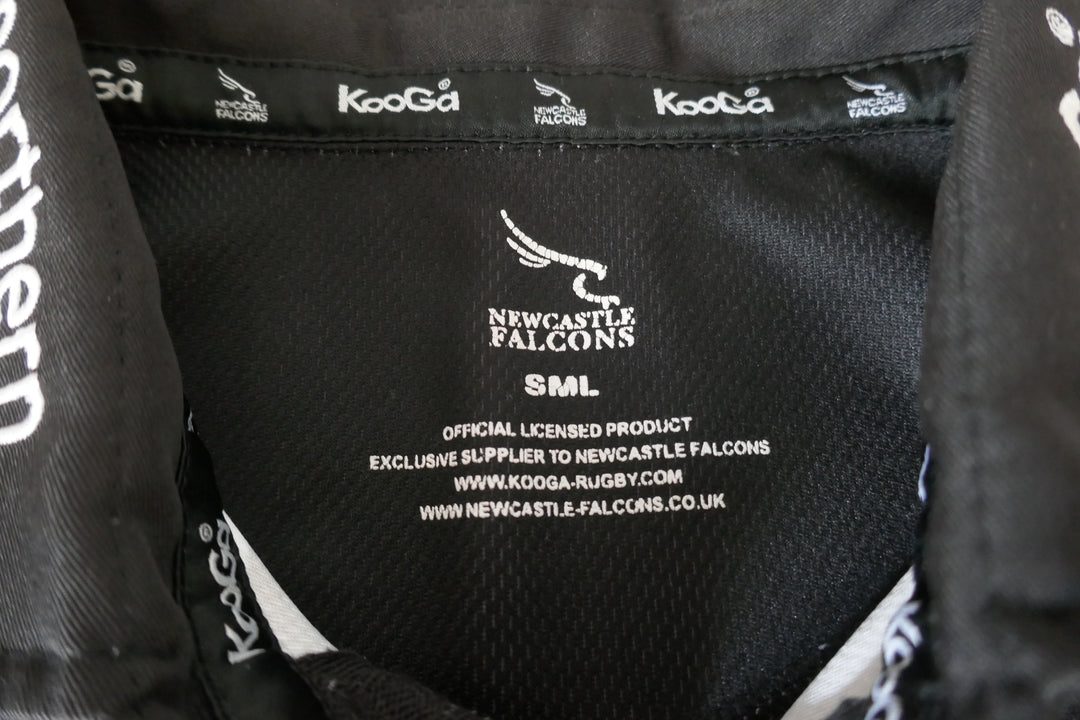 KooGa® NEWCASTLE FALCONS KooGa® NEWCASTLE FALCONS KooGa® NEWCASTLE FALCONS
NEWCASTLE
FALCONS
SML
OFFICIAL LICENSED PRODUCT
EXCLUSIVE SUPPLIER TO NEWCASTLE FALCONS
WWW.KOOGA-RUGBY.COM
WWW.NEWCASTLE-FALCONS.CO.UK
KooGa®